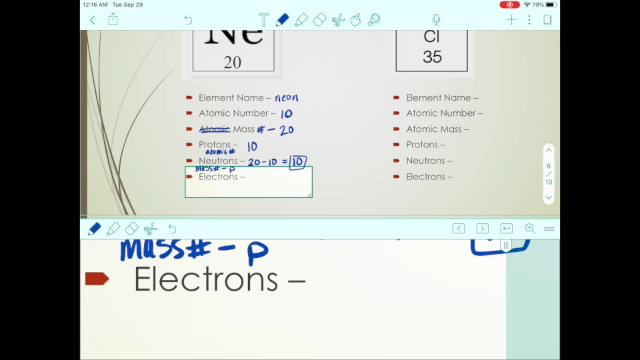 12:16 AM Tue Sep 29
79%
Ne
20
Element Name – neon
Atomic Number – 10
Atomic Mass # – 20
Protons – 10
atomic #
Neutrons – 20 - 10 = 10
mass # - p
Electrons –
Cl
35
Element Name –
Atomic Number –
Atomic Mass –
Protons –
Neutrons –
Electrons –
6
/
10
mass # - p
Electrons –